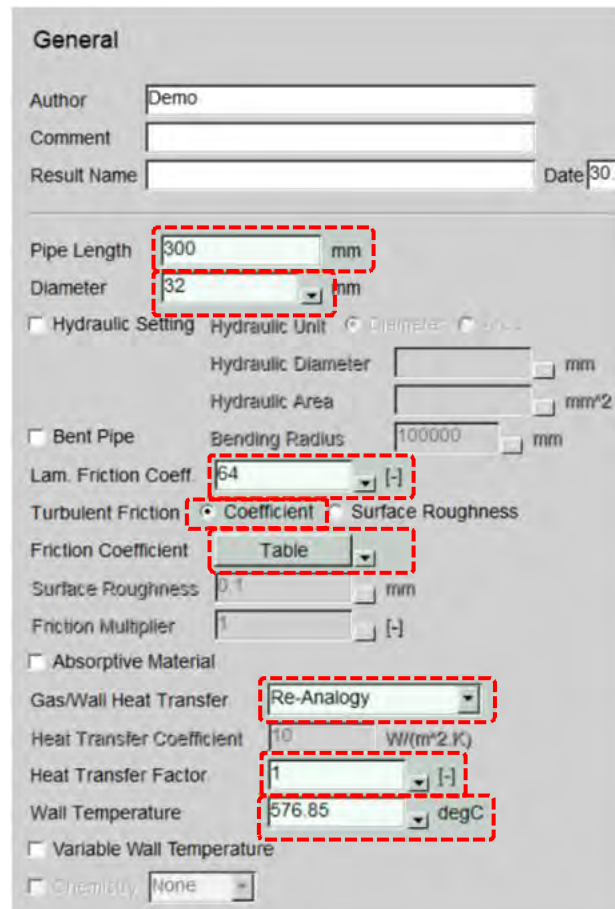 General
Author Demo
Comment
Result Name Date 30.
Pipe Length 300 mm
Diameter 32 mm
Hydraulic Setting Hydraulic Unit Diameter Area
Hydraulic Diameter mm
Hydraulic Area mm^2
Bent Pipe Bending Radius 100000 mm
Lam. Friction Coeff. 64 [-]
Turbulent Friction Coefficient Surface Roughness
Friction Coefficient Table
Surface Roughness 0.1 mm
Friction Multiplier 1 [-]
Absorptive Material
Gas/Wall Heat Transfer Re-Analogy
Heat Transfer Coefficient 10 W/(m^2.K)
Heat Transfer Factor 1 [-]
Wall Temperature 576.85 degC
Variable Wall Temperature
Chemistry None